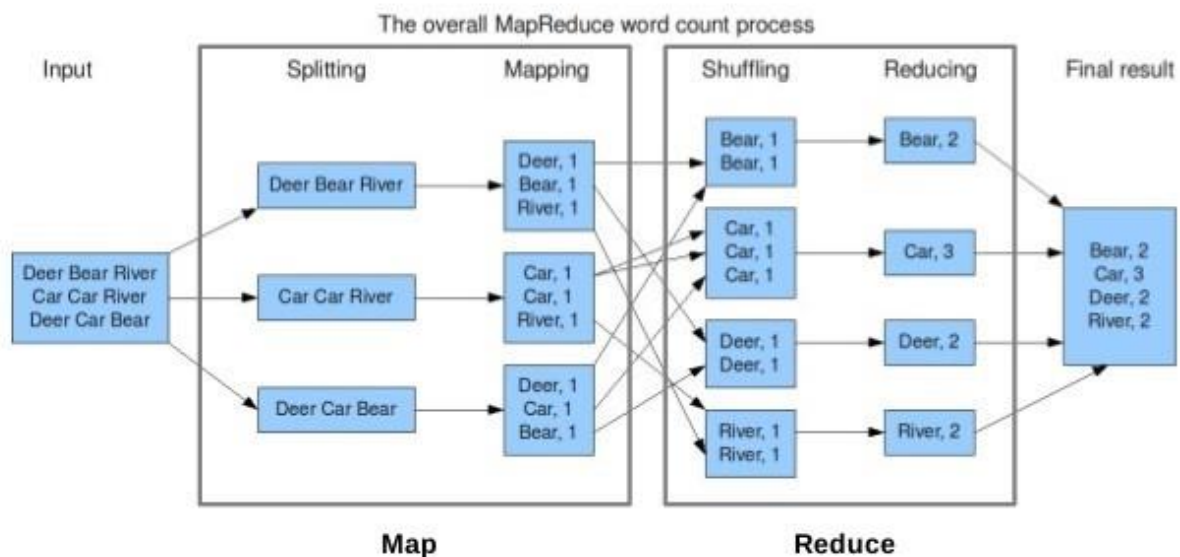 The overall MapReduce word count process
Input
Splitting
Mapping
Shuffling
Reducing
Final result
Deer Bear River
Car Car River
Deer Car Bear
Deer Bear River
Car Car River
Deer Car Bear
Deer, 1
Bear, 1
River, 1
Car, 1
Car, 1
River, 1
Deer, 1
Car, 1
Bear, 1
Bear, 1
Bear, 1
Car, 1
Car, 1
Car, 1
Deer, 1
Deer, 1
River, 1
River, 1
Bear, 2
Car, 3
Deer, 2
River, 2
Bear, 2
Car, 3
Deer, 2
River, 2
Map
Reduce